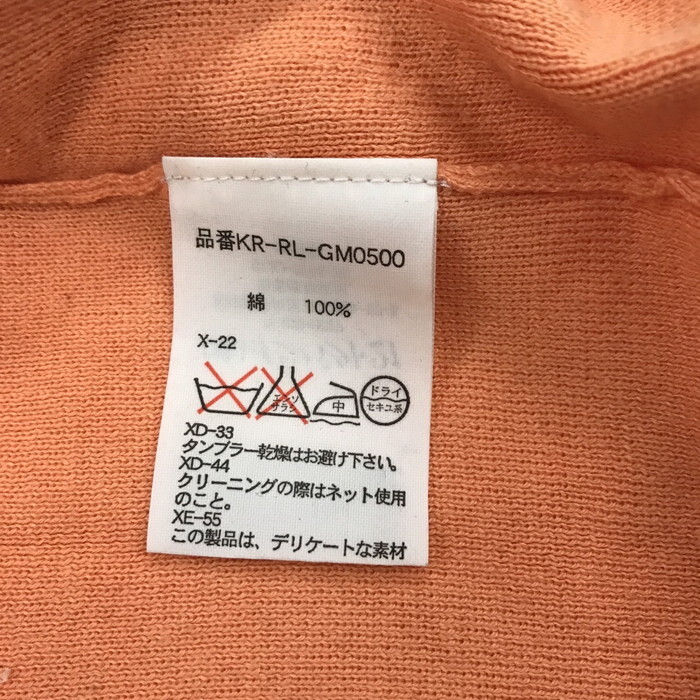 品番KR-RL-GM0500
綿 100%
X-22
エンソ
サラシ
中
ドライ
セキユ系
XD-33
タンブラー乾燥はお避け下さい。
XD-44
クリーニングの際はネット使用
のこと。
XE-55
この製品は、デリケートな素材